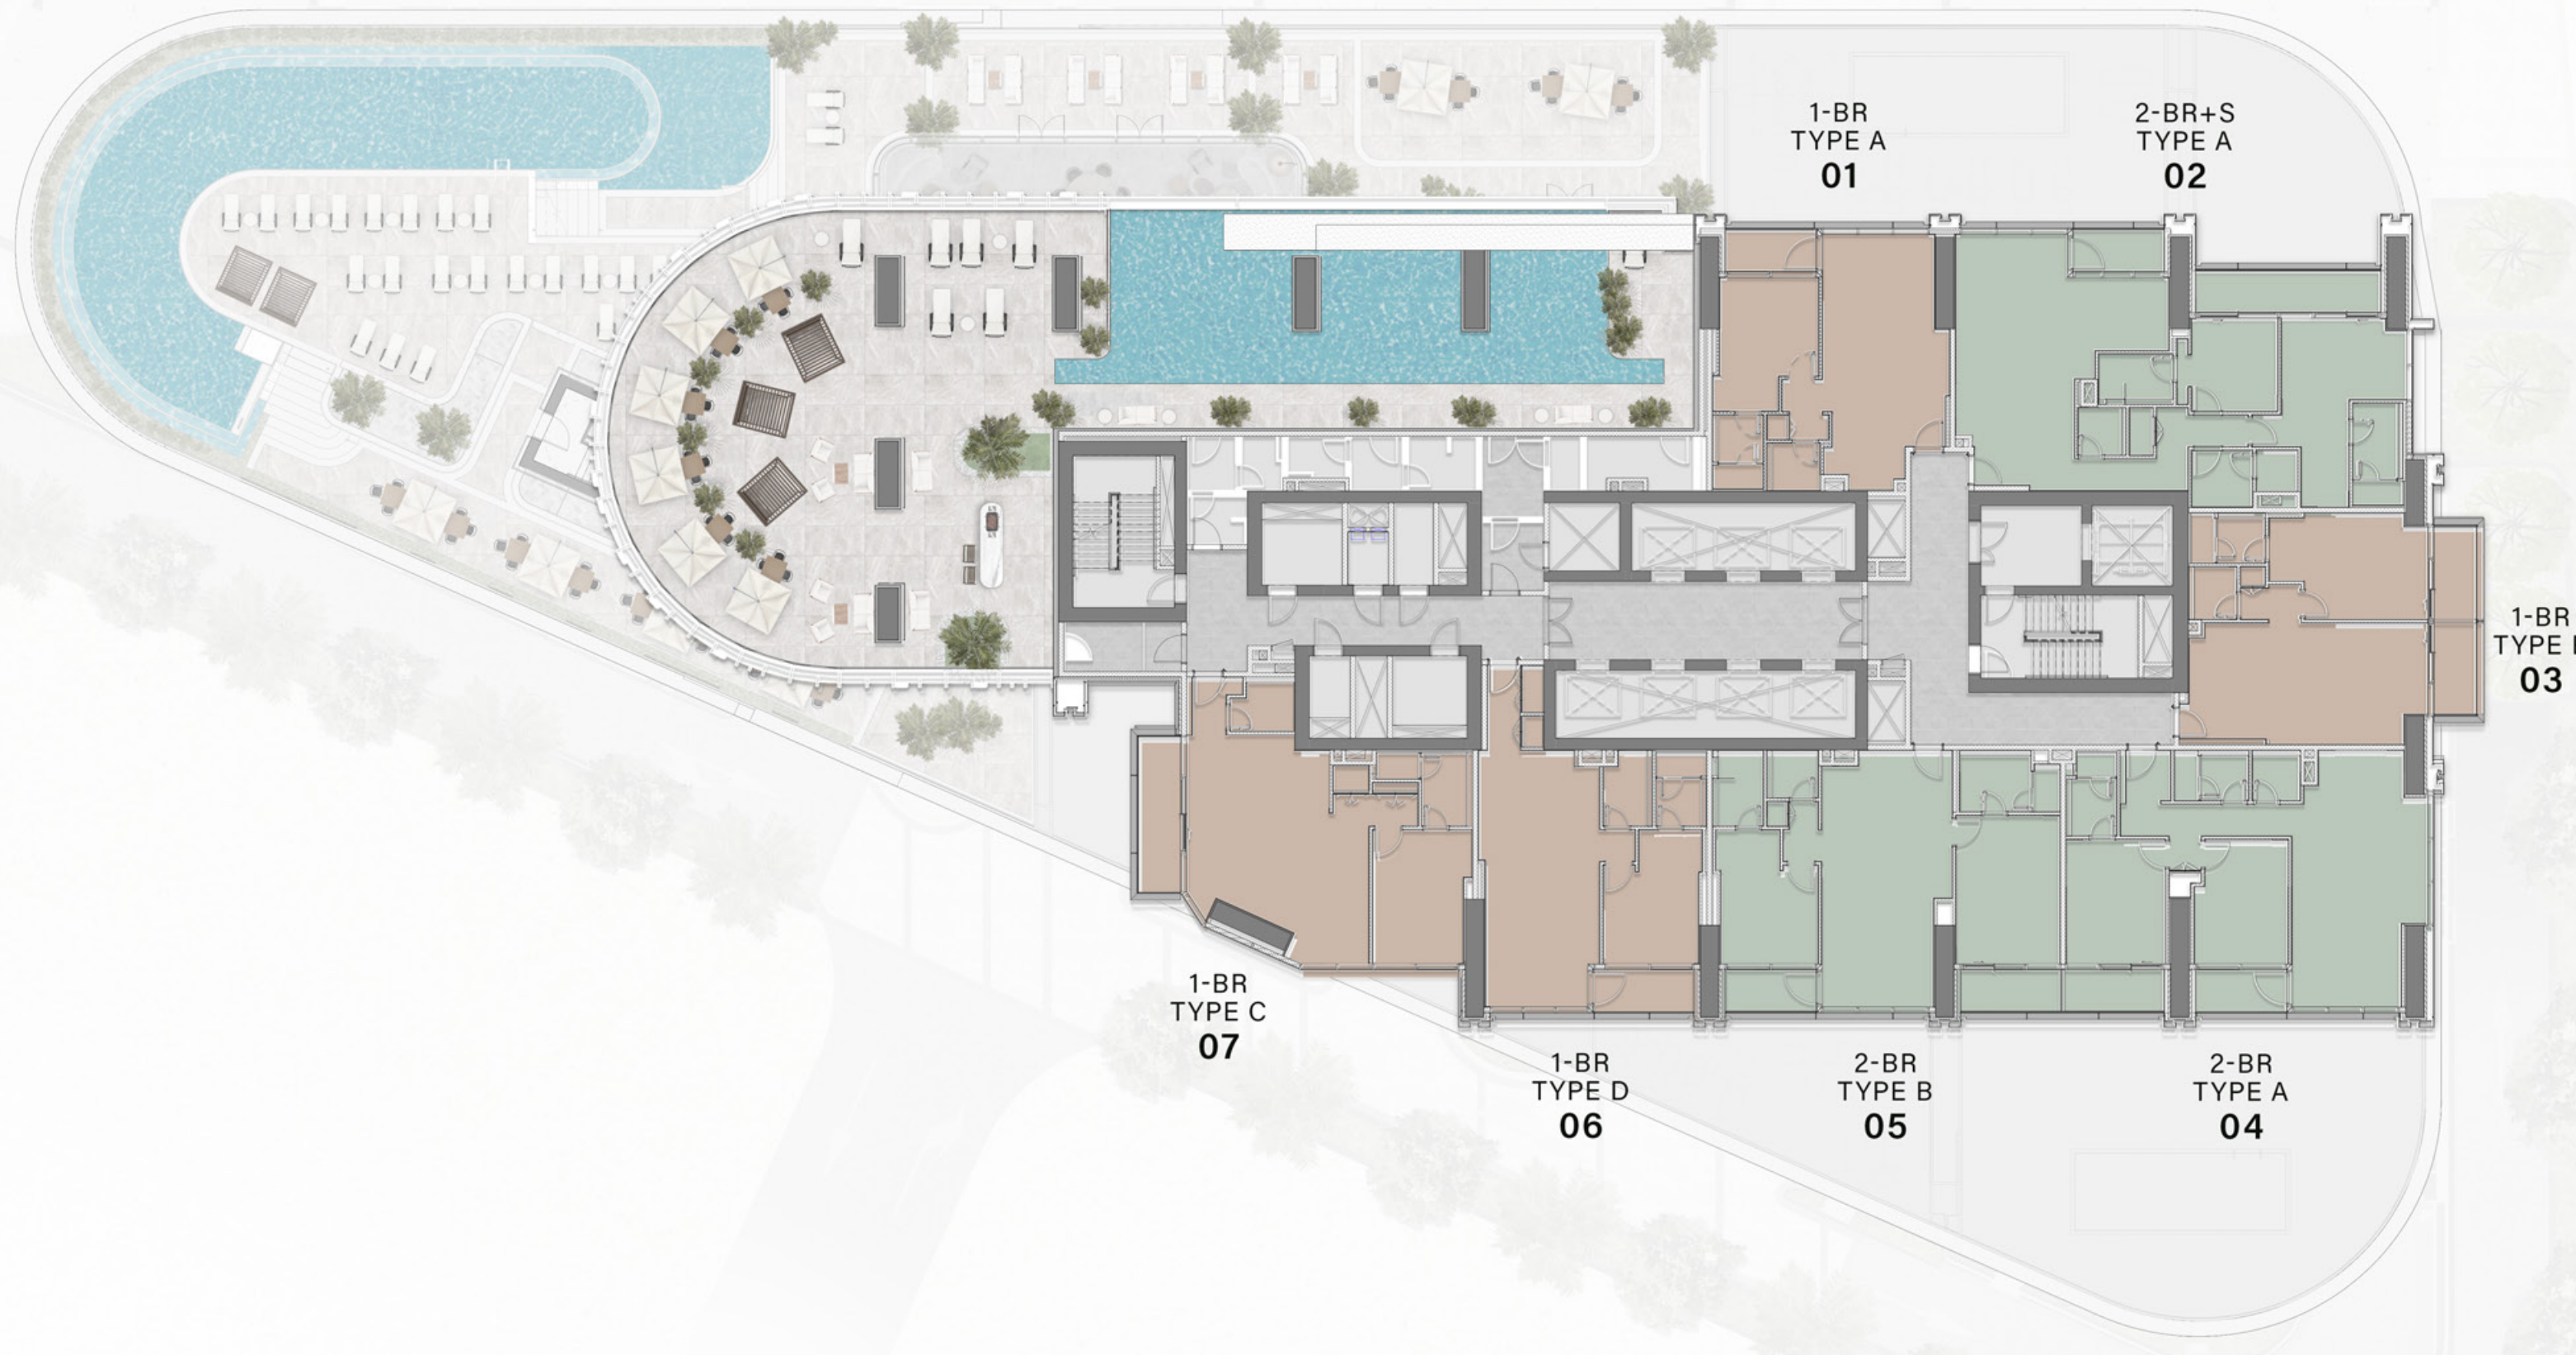 1-BR
TYPE A
01
2-BR+S
TYPE A
02
1-BR
TYPE
03
1-BR
TYPE C
07
1-BR
TYPE D
06
2-BR
TYPE B
05
2-BR
TYPE A
04